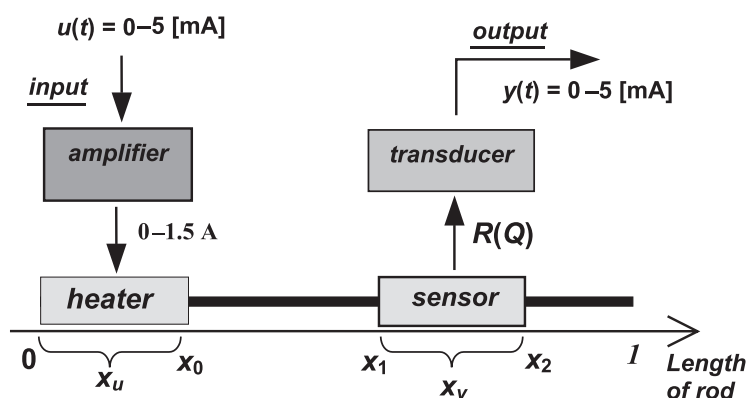 u(t) = 0–5 [mA]
output
input
y(t) = 0–5 [mA]
amplifier
transducer
0–1.5 A
R(Q)
heater
sensor
0
x₀
x₁
x₂
1
Length
of rod
xᵤ
xᵥ